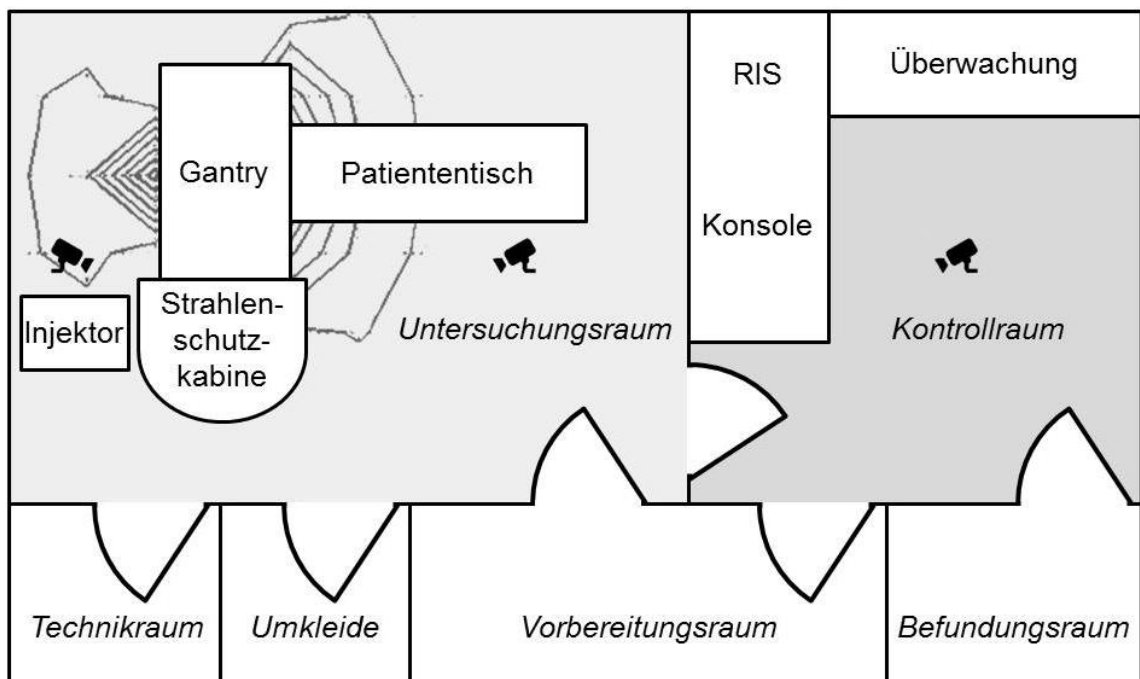 RIS
Überwachung
Gantry
Patiententisch
Konsole
Injektor
Strahlen-
schutz-
kabine
Untersuchungsraum
Kontrollraum
Technikraum
Umkleide
Vorbereitungsraum
Befundungsraum